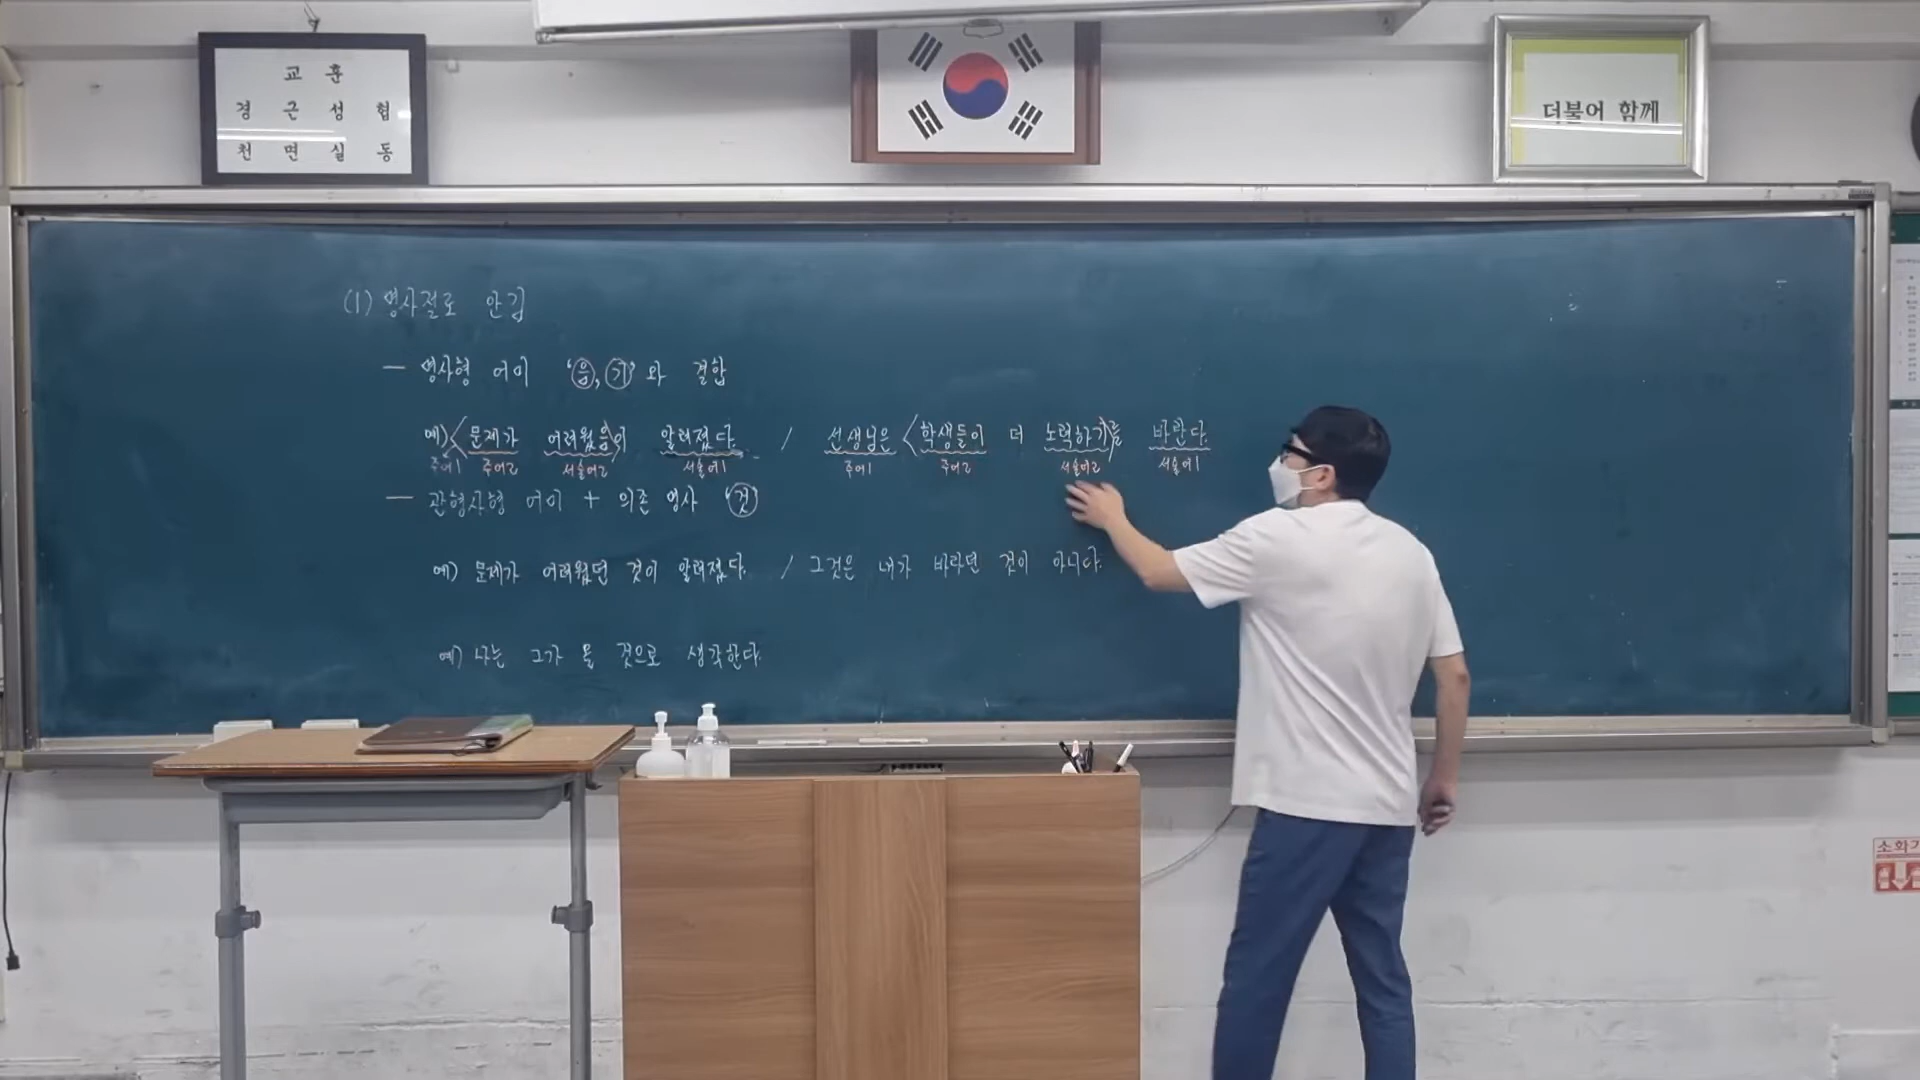 교 훈
경 근 성 협
천 면 실 동
더불어 함께
(1) 명사절로 안김
— 명사형 어미 '음, 기'와 결합
예) 문제가 어려웠음이 알려졌다. / 선생님은 학생들이 더 노력하기를 바란다.
주어1 주어2 서술어2 서술어1 주어1 주어2 서술어2 서술어1
— 관형사형 어미 + 의존 명사 '것'
예) 문제가 어려웠던 것이 알려졌다. / 그것은 내가 바라던 것이 아니다.
예) 나는 그가 올 것으로 생각한다.
소화기